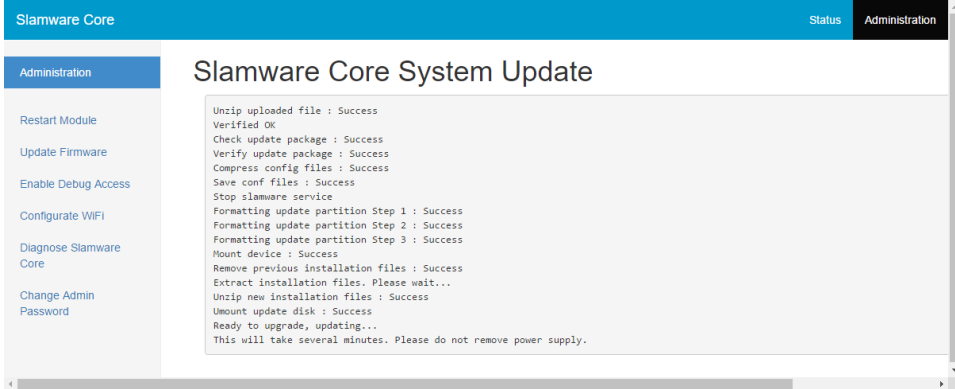 Slamware Core
Status
Administration
Administration
Restart Module
Update Firmware
Enable Debug Access
Configurate WiFi
Diagnose Slamware
Core
Change Admin
Password
Slamware Core System Update
Unzip uploaded file : Success
Verified OK
Check update package : Success
Verify update package : Success
Compress config files : Success
Save conf files : Success
Stop slamware service
Formatting update partition Step 1 : Success
Formatting update partition Step 2 : Success
Formatting update partition Step 3 : Success
Mount device : Success
Remove previous installation files : Success
Extract installation files. Please wait...
Unzip new installation files : Success
Umount update disk : Success
Ready to upgrade, updating...
This will take several minutes. Please do not remove power supply.